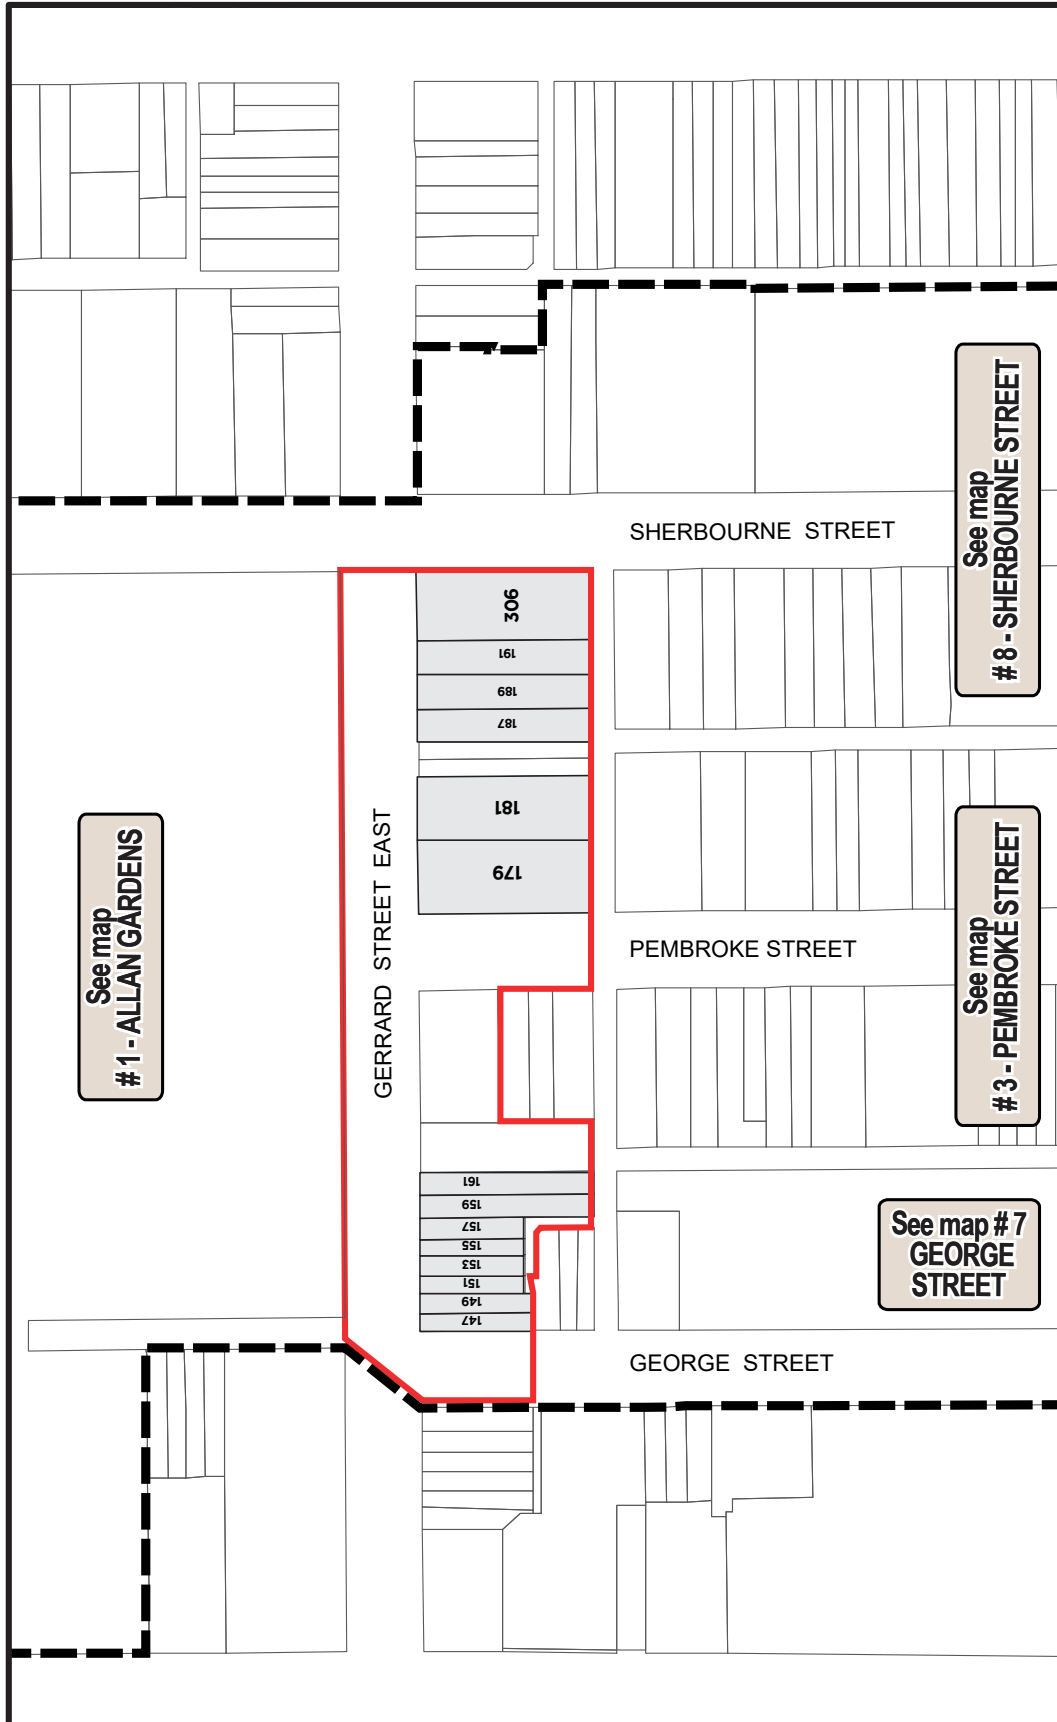 See map
# 8 - SHERBOURNE STREET
SHERBOURNE STREET
306
191
189
187
181
179
GERRARD STREET EAST
See map
# 1 - ALLAN GARDENS
See map
# 3 - PEMBROKE STREET
PEMBROKE STREET
161
159
157
155
153
151
149
147
See map # 7
GEORGE
STREET
GEORGE STREET